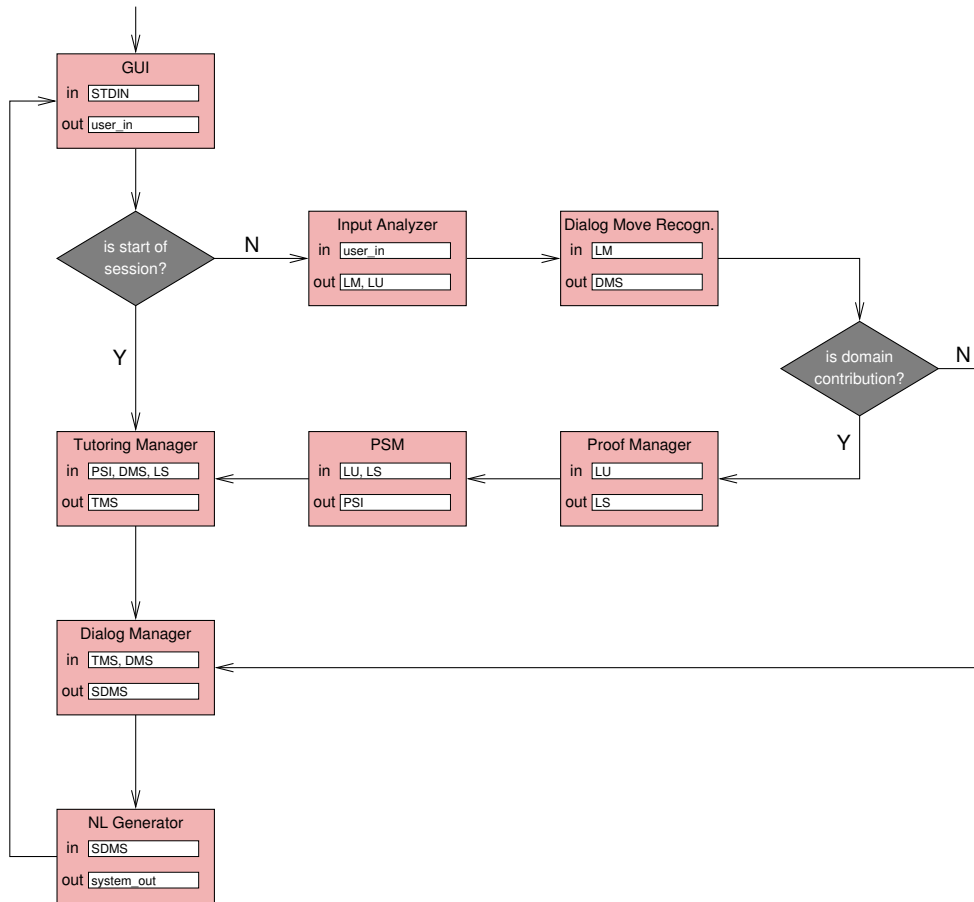 GUI
in STDIN
out user_in
is start of
session?
N
Y
Input Analyzer
in user_in
out LM, LU
Dialog Move Recogn.
in LM
out DMS
is domain
contribution?
N
Y
Tutoring Manager
in PSI, DMS, LS
out TMS
PSM
in LU, LS
out PSI
Proof Manager
in LU
out LS
Dialog Manager
in TMS, DMS
out SDMS
NL Generator
in SDMS
out system_out